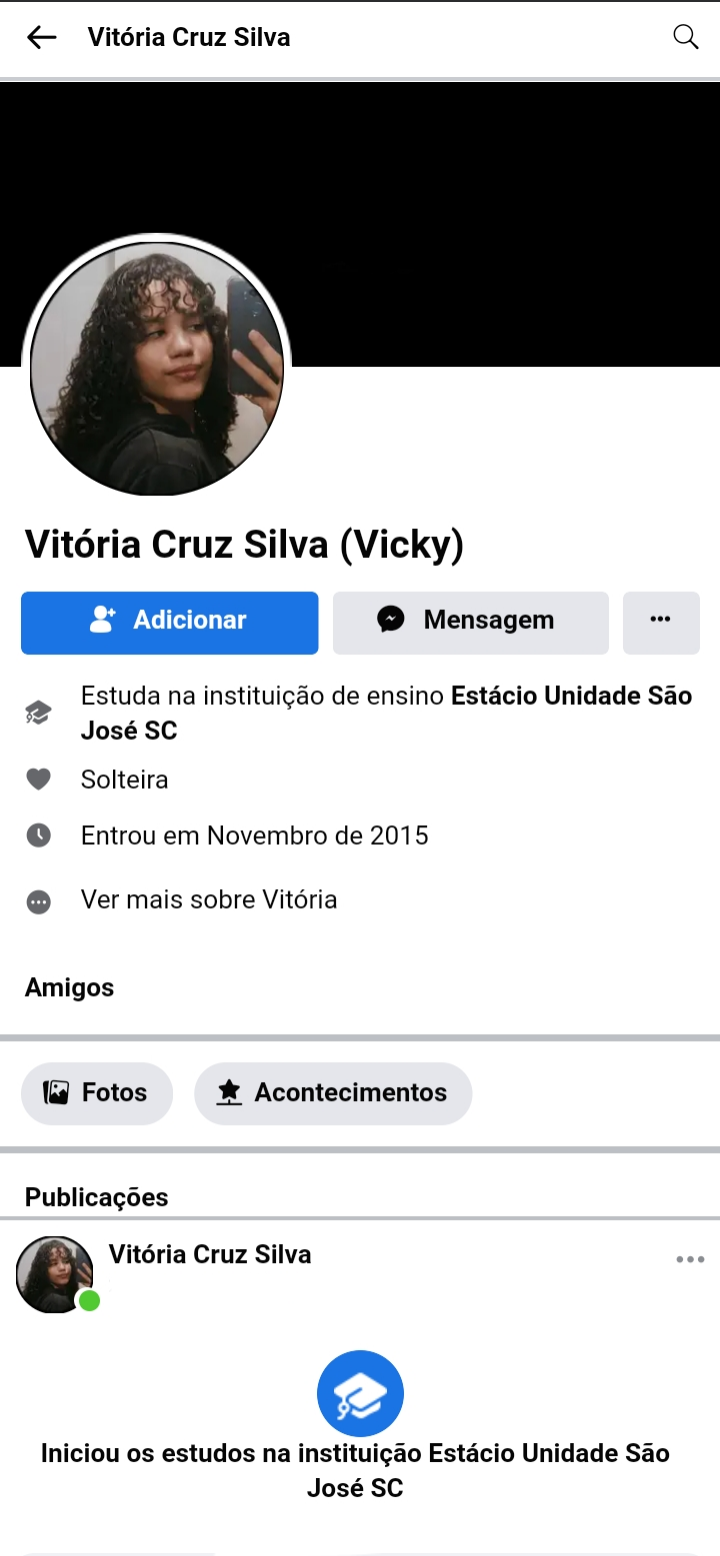 Vitória Cruz Silva
Vitória Cruz Silva (Vicky)
Adicionar
Mensagem
Estuda na instituição de ensino Estácio Unidade São
José SC
Solteira
Entrou em Novembro de 2015
Ver mais sobre Vitória
Amigos
Fotos
Acontecimentos
Publicações
Vitória Cruz Silva
Iniciou os estudos na instituição Estácio Unidade São
José SC